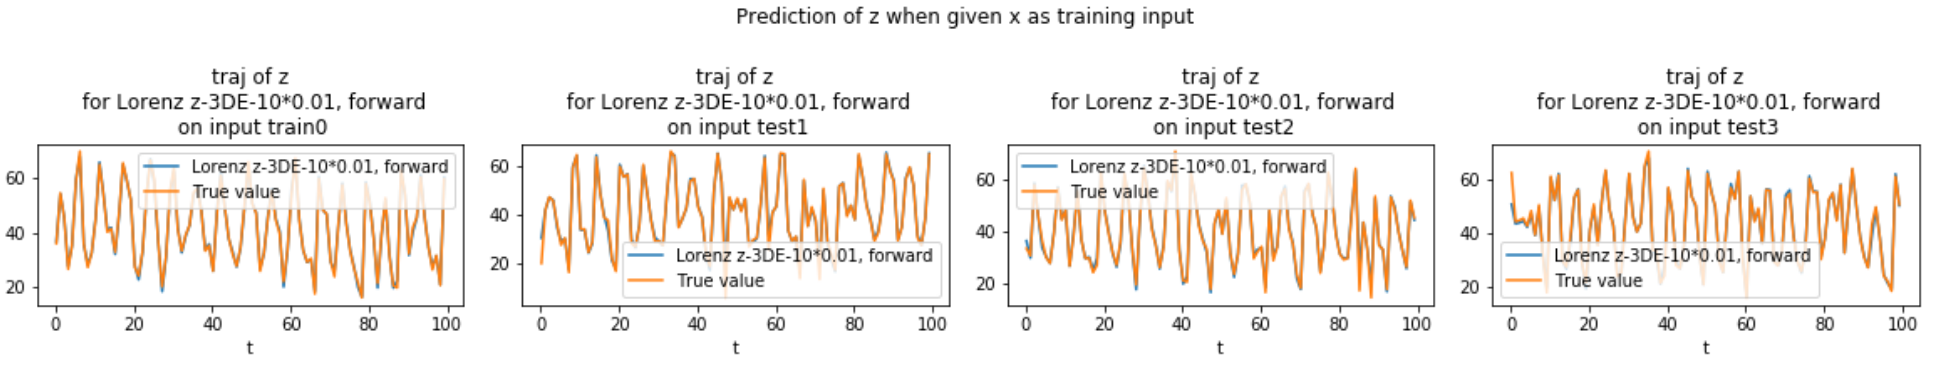 Prediction of z when given x as training input
traj of z
for Lorenz z-3DE-10*0.01, forward
on input train0
Lorenz z-3DE-10*0.01, forward
True value
60
40
20
0 20 40 60 80 100
t
traj of z
for Lorenz z-3DE-10*0.01, forward
on input test1
60
40
20
Lorenz z-3DE-10*0.01, forward
True value
0 20 40 60 80 100
t
traj of z
for Lorenz z-3DE-10*0.01, forward
on input test2
Lorenz z-3DE-10*0.01, forward
True value
60
40
20
0 20 40 60 80 100
t
traj of z
for Lorenz z-3DE-10*0.01, forward
on input test3
60
40
20
Lorenz z-3DE-10*0.01, forward
True value
0 20 40 60 80 100
t